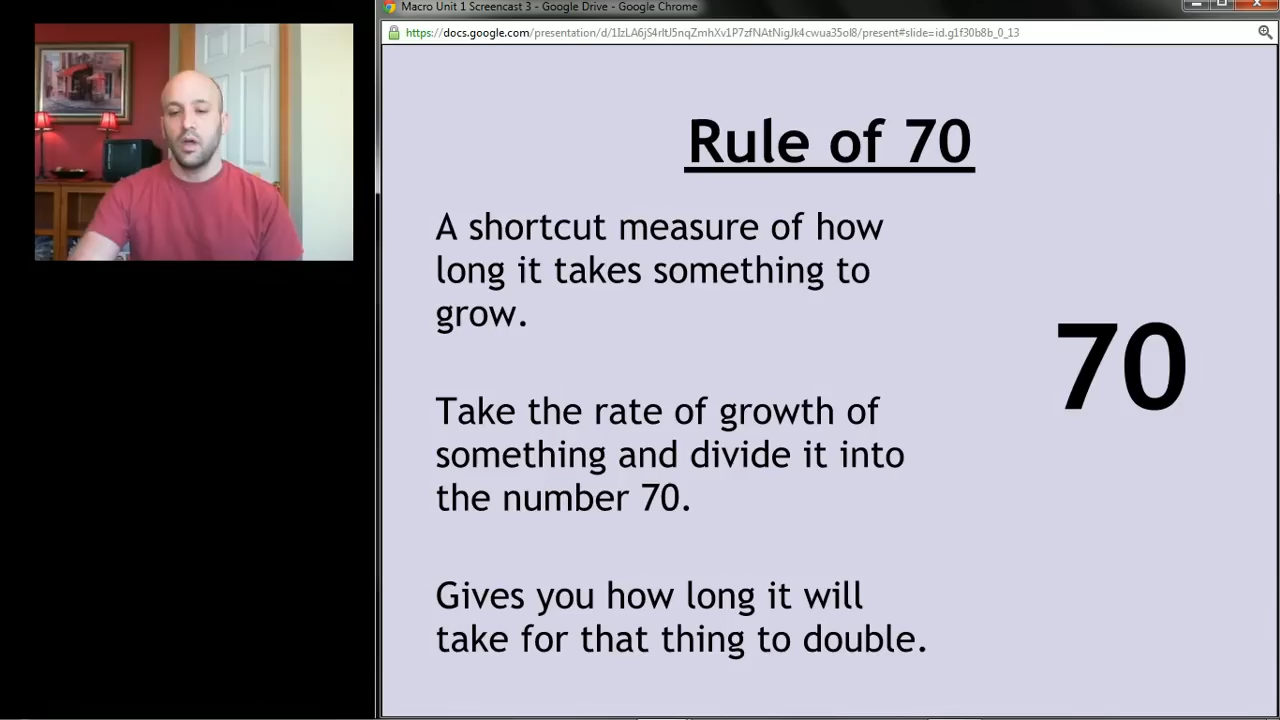 Macro Unit 1 Screencast 3 - Google Drive - Google Chrome
https://docs.google.com/presentation/d/1IzLA6jS4rltJ5nqZmhXv1P7zfNAtNigJk4cwua35ol8/present#slide=id.g1f30b8b_0_13
Rule of 70
A shortcut measure of how
long it takes something to
grow.
70
Take the rate of growth of
something and divide it into
the number 70.
Gives you how long it will
take for that thing to double.